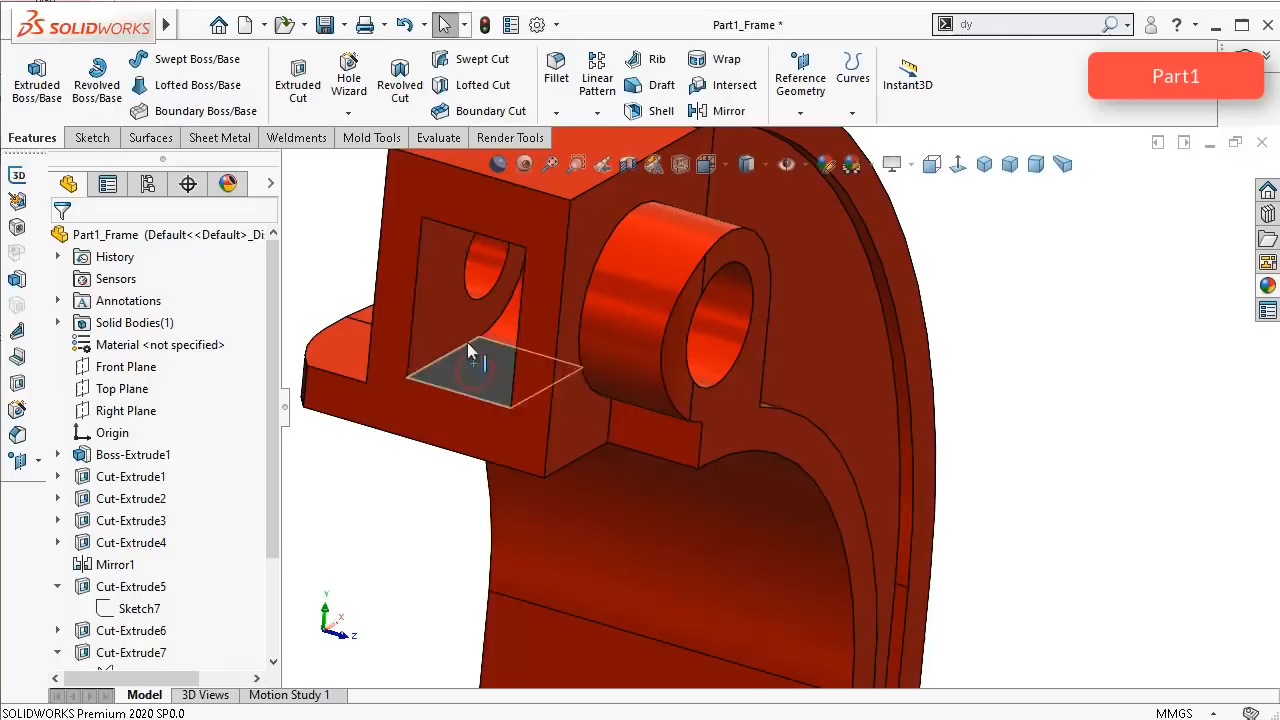 SOLIDWORKS
Part1_Frame *
dy
Part1
Extruded Boss/Base
Revolved Boss/Base
Swept Boss/Base
Lofted Boss/Base
Boundary Boss/Base
Extruded Cut
Hole Wizard
Revolved Cut
Swept Cut
Lofted Cut
Boundary Cut
Fillet
Linear Pattern
Rib
Draft
Shell
Wrap
Intersect
Mirror
Reference Geometry
Curves
Instant3D
Features
Sketch
Surfaces
Sheet Metal
Weldments
Mold Tools
Evaluate
Render Tools
3D
Part1_Frame (Default<<Default>_Di
History
Sensors
Annotations
Solid Bodies(1)
Material <not specified>
Front Plane
Top Plane
Right Plane
Origin
Boss-Extrude1
Cut-Extrude1
Cut-Extrude2
Cut-Extrude3
Cut-Extrude4
Mirror1
Cut-Extrude5
Sketch7
Cut-Extrude6
Cut-Extrude7
Y
X
Z
Model
3D Views
Motion Study 1
SOLIDWORKS Premium 2020 SP0.0
MMGS